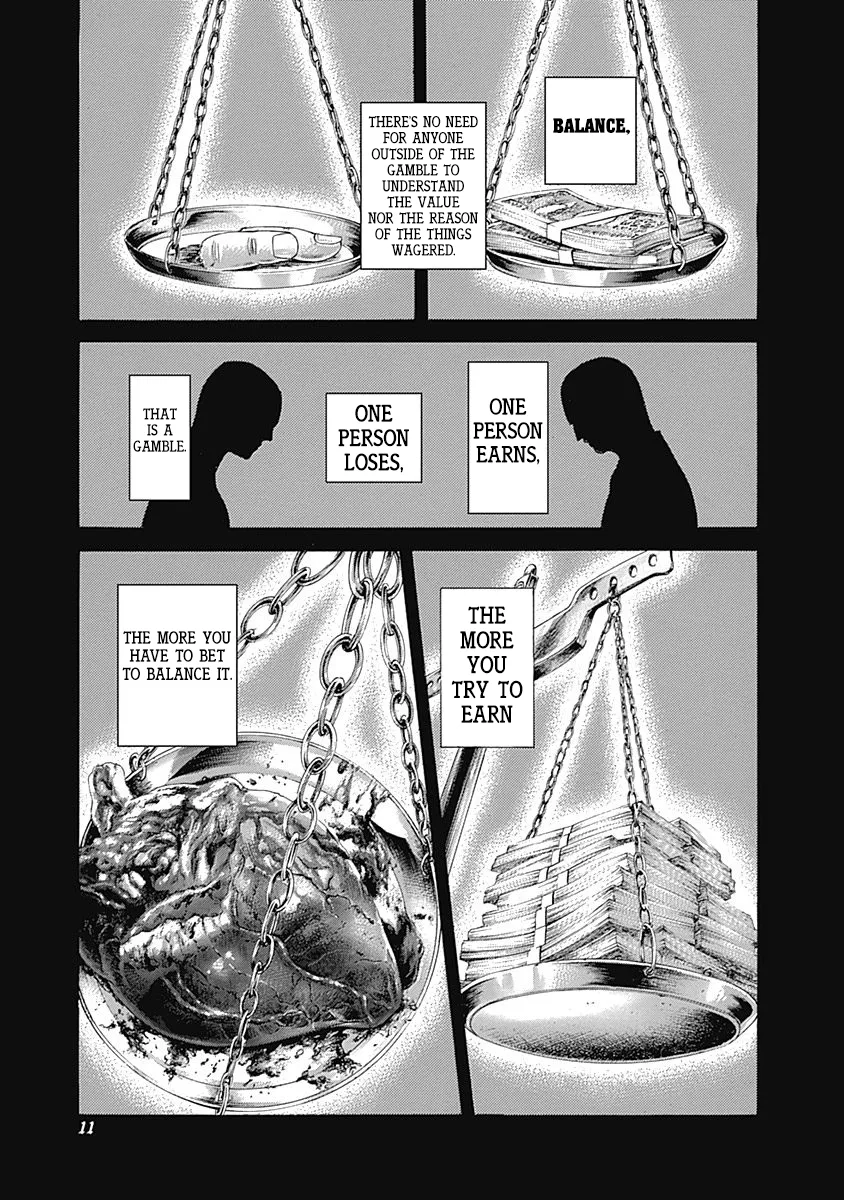 BALANCE,
THERE'S NO NEED
FOR ANYONE
OUTSIDE OF THE
GAMBLE TO
UNDERSTAND
THE VALUE
NOR THE REASON
OF THE THINGS
WAGERED.
ONE
PERSON
EARNS,
ONE
PERSON
LOSES,
THAT
IS A
GAMBLE.
THE
MORE
YOU
TRY TO
EARN
THE MORE YOU
HAVE TO BET
TO BALANCE IT.
11